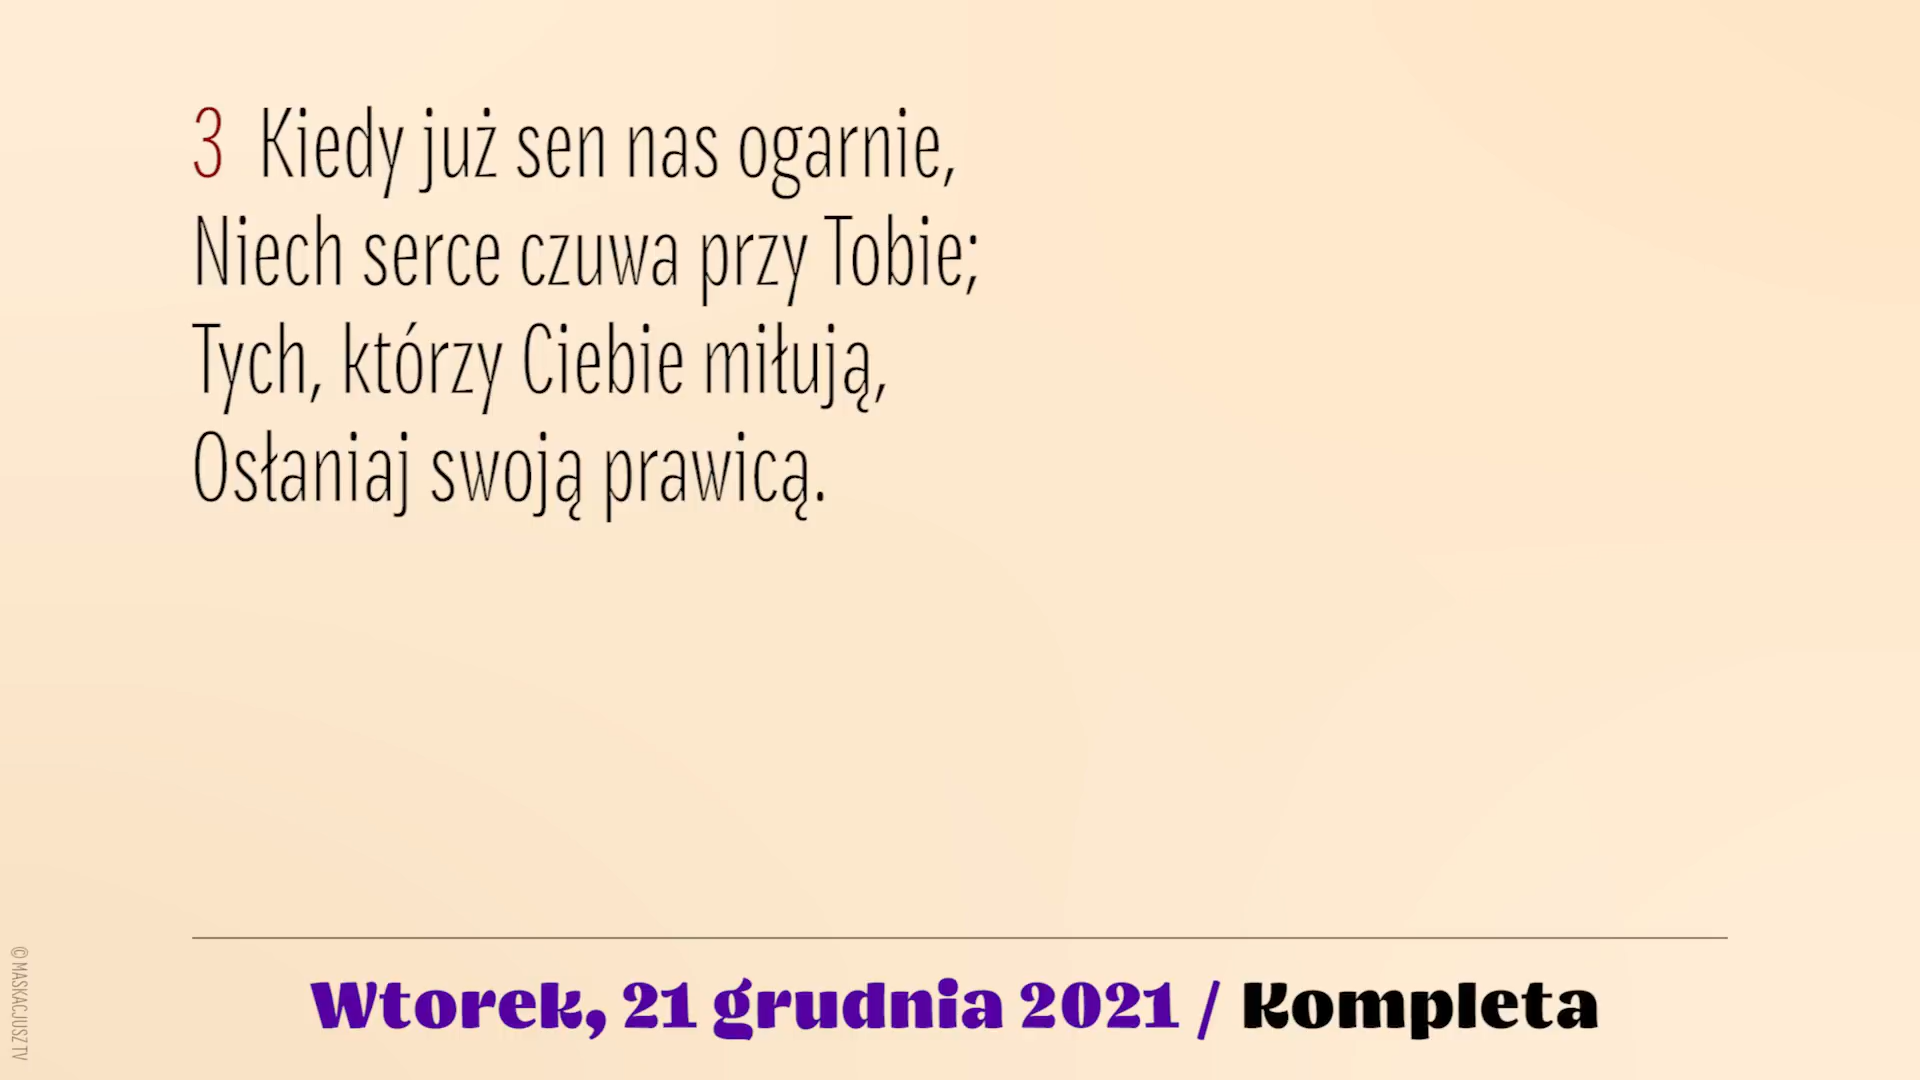 3 Kiedy już sen nas ogarnie,
Niech serce czuwa przy Tobie;
Tych, którzy Ciebie miłują,
Osłaniaj swoją prawicą.
Wtorek, 21 grudnia 2021 / Kompleta
© MASKACJUSZ TV